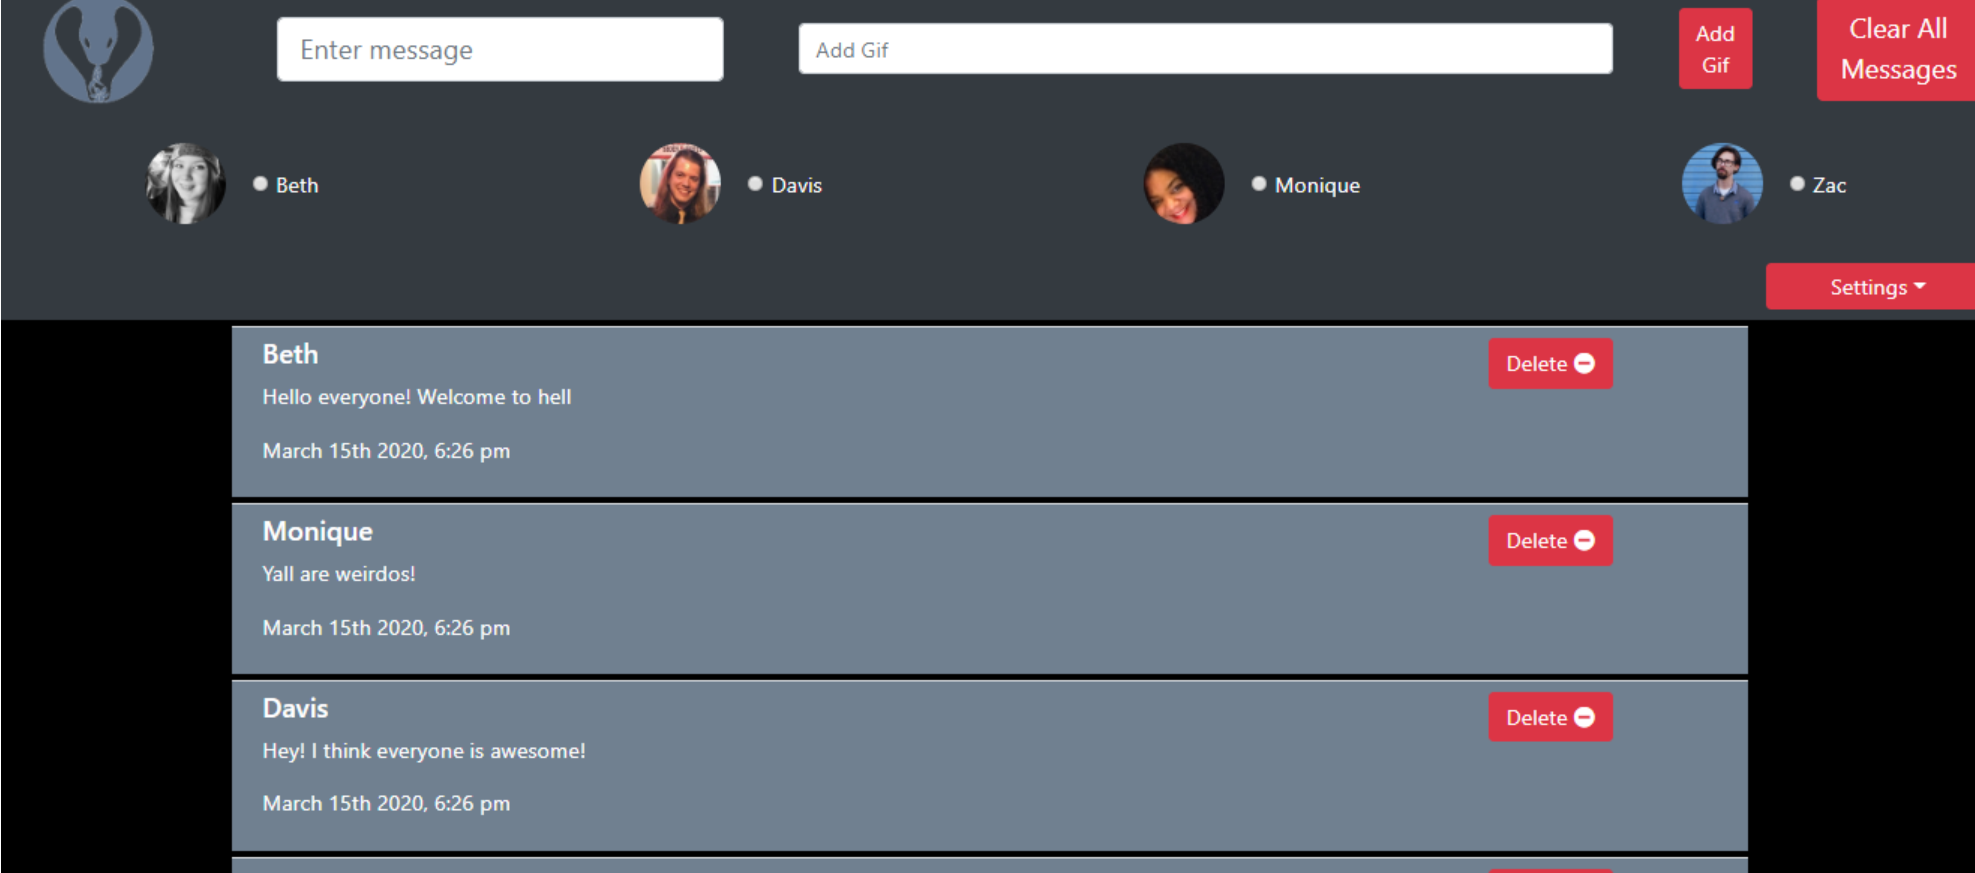 Enter message
Add Gif
Add
Gif
Clear All
Messages
Beth
Davis
Monique
Zac
Settings
Beth
Delete
Hello everyone! Welcome to hell
March 15th 2020, 6:26 pm
Monique
Delete
Yall are weirdos!
March 15th 2020, 6:26 pm
Davis
Delete
Hey! I think everyone is awesome!
March 15th 2020, 6:26 pm